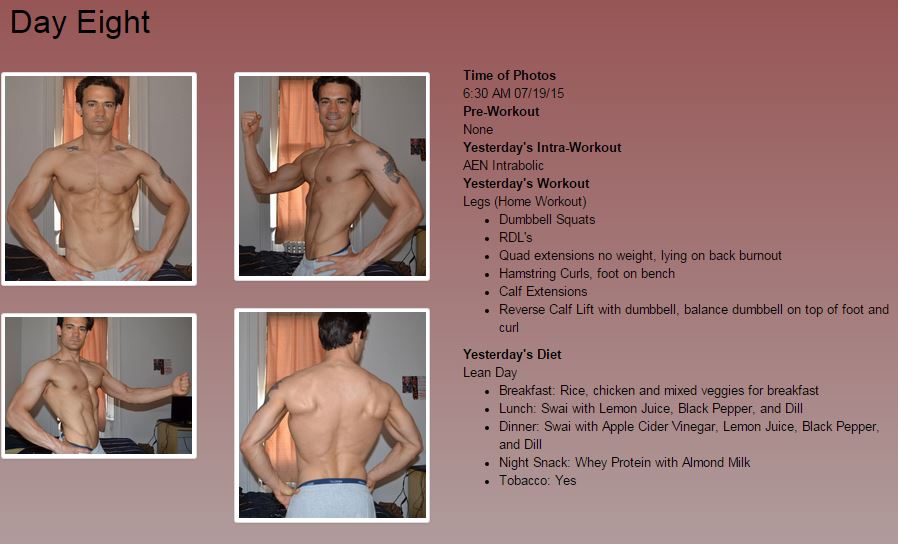 Day Eight
Time of Photos
6:30 AM 07/19/15
Pre-Workout
None
Yesterday's Intra-Workout
AEN Intrabolic
Yesterday's Workout
Legs (Home Workout)
• Dumbbell Squats
• RDL's
• Quad extensions no weight, lying on back burnout
• Hamstring Curls, foot on bench
• Calf Extensions
• Reverse Calf Lift with dumbbell, balance dumbbell on top of foot and
curl
Yesterday's Diet
Lean Day
• Breakfast: Rice, chicken and mixed veggies for breakfast
• Lunch: Swai with Lemon Juice, Black Pepper, and Dill
• Dinner: Swai with Apple Cider Vinegar, Lemon Juice, Black Pepper,
and Dill
• Night Snack: Whey Protein with Almond Milk
• Tobacco: Yes